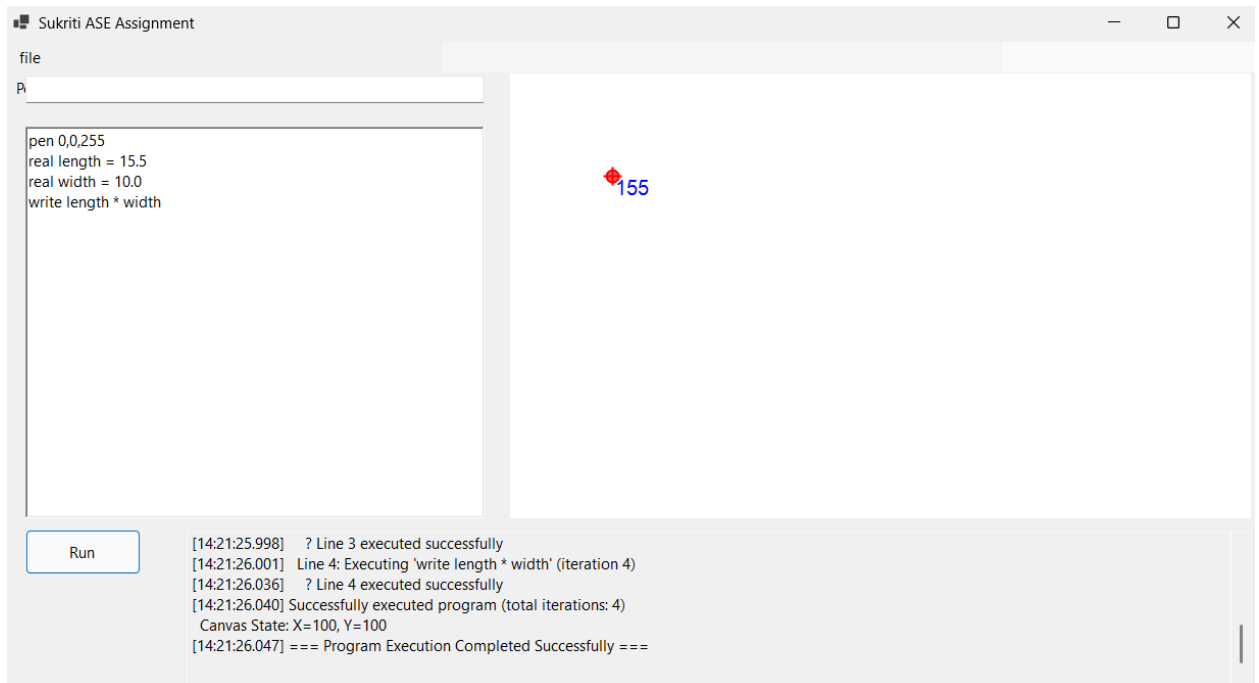 Sukriti ASE Assignment
file
pen 0,0,255
real length = 15.5
real width = 10.0
write length * width
155
Run
[14:21:25.998] ? Line 3 executed successfully
[14:21:26.001] Line 4: Executing 'write length * width' (iteration 4)
[14:21:26.036] ? Line 4 executed successfully
[14:21:26.040] Successfully executed program (total iterations: 4)
Canvas State: X=100, Y=100
[14:21:26.047] === Program Execution Completed Successfully ===